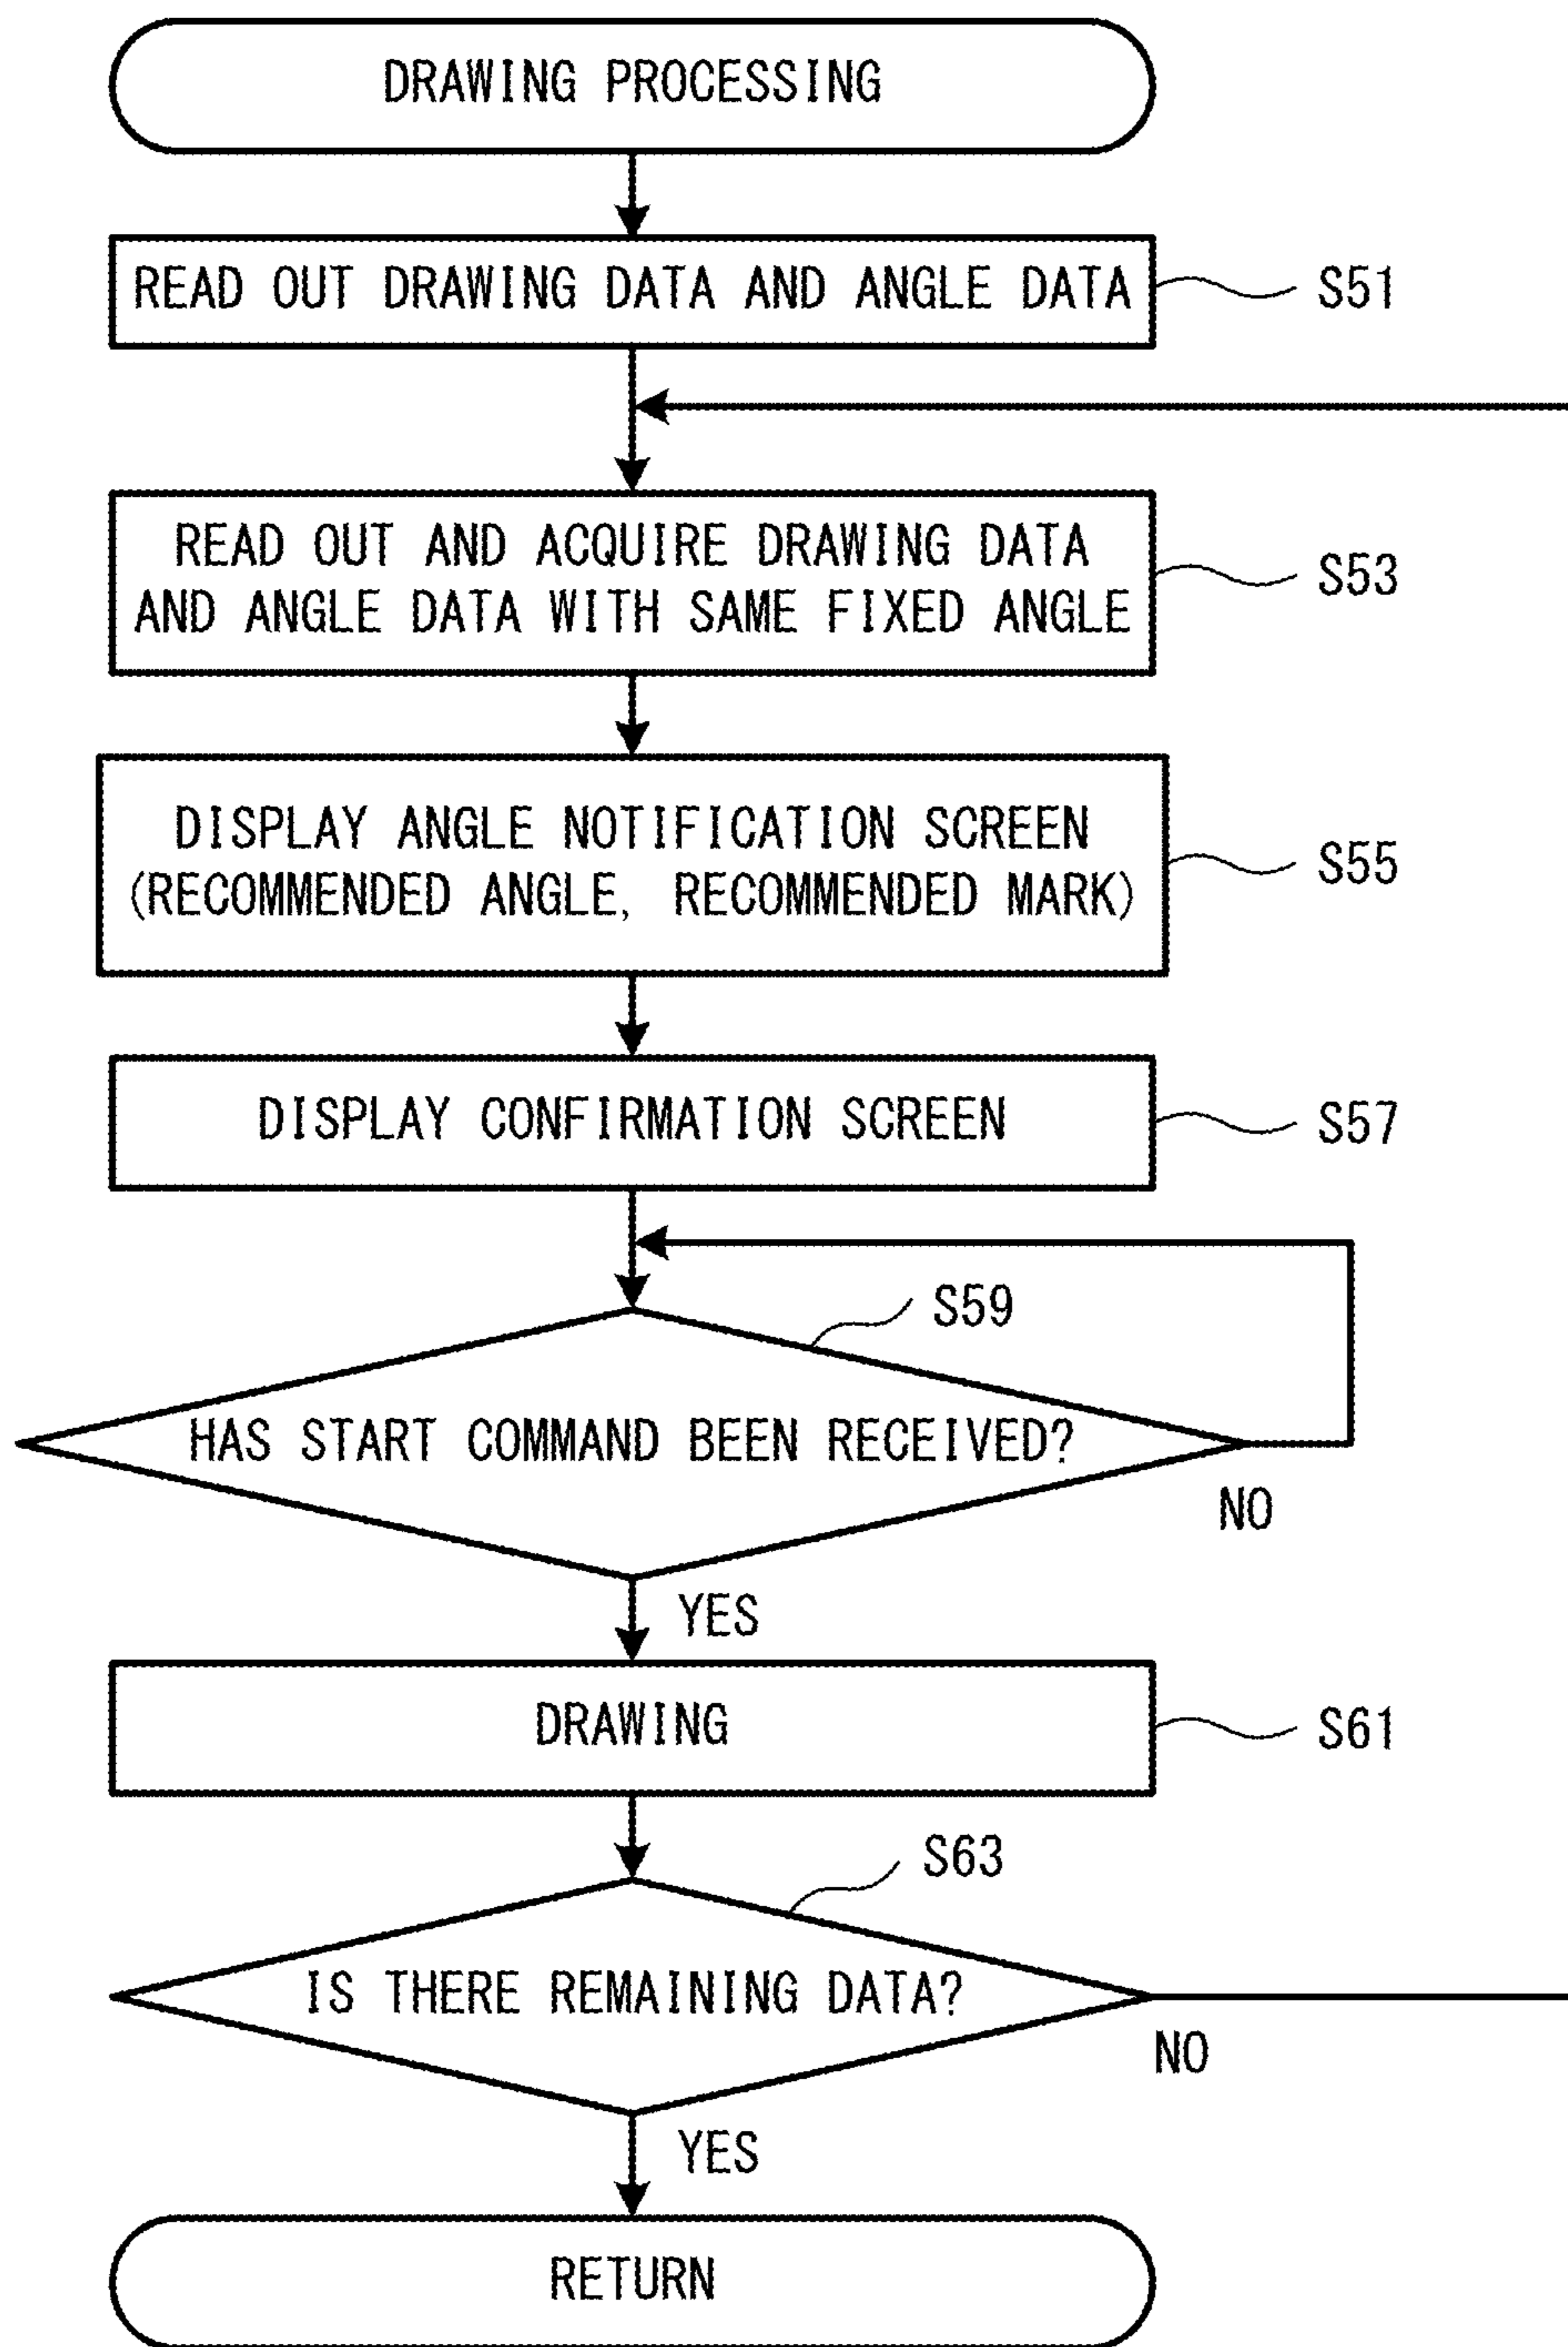 DRAWING PROCESSING
READ OUT DRAWING DATA AND ANGLE DATA
S51
READ OUT AND ACQUIRE DRAWING DATA
AND ANGLE DATA WITH SAME FIXED ANGLE
S53
DISPLAY ANGLE NOTIFICATION SCREEN
(RECOMMENDED ANGLE, RECOMMENDED MARK)
S55
DISPLAY CONFIRMATION SCREEN
S57
S59
HAS START COMMAND BEEN RECEIVED?
NO
YES
DRAWING
S61
S63
IS THERE REMAINING DATA?
NO
YES
RETURN